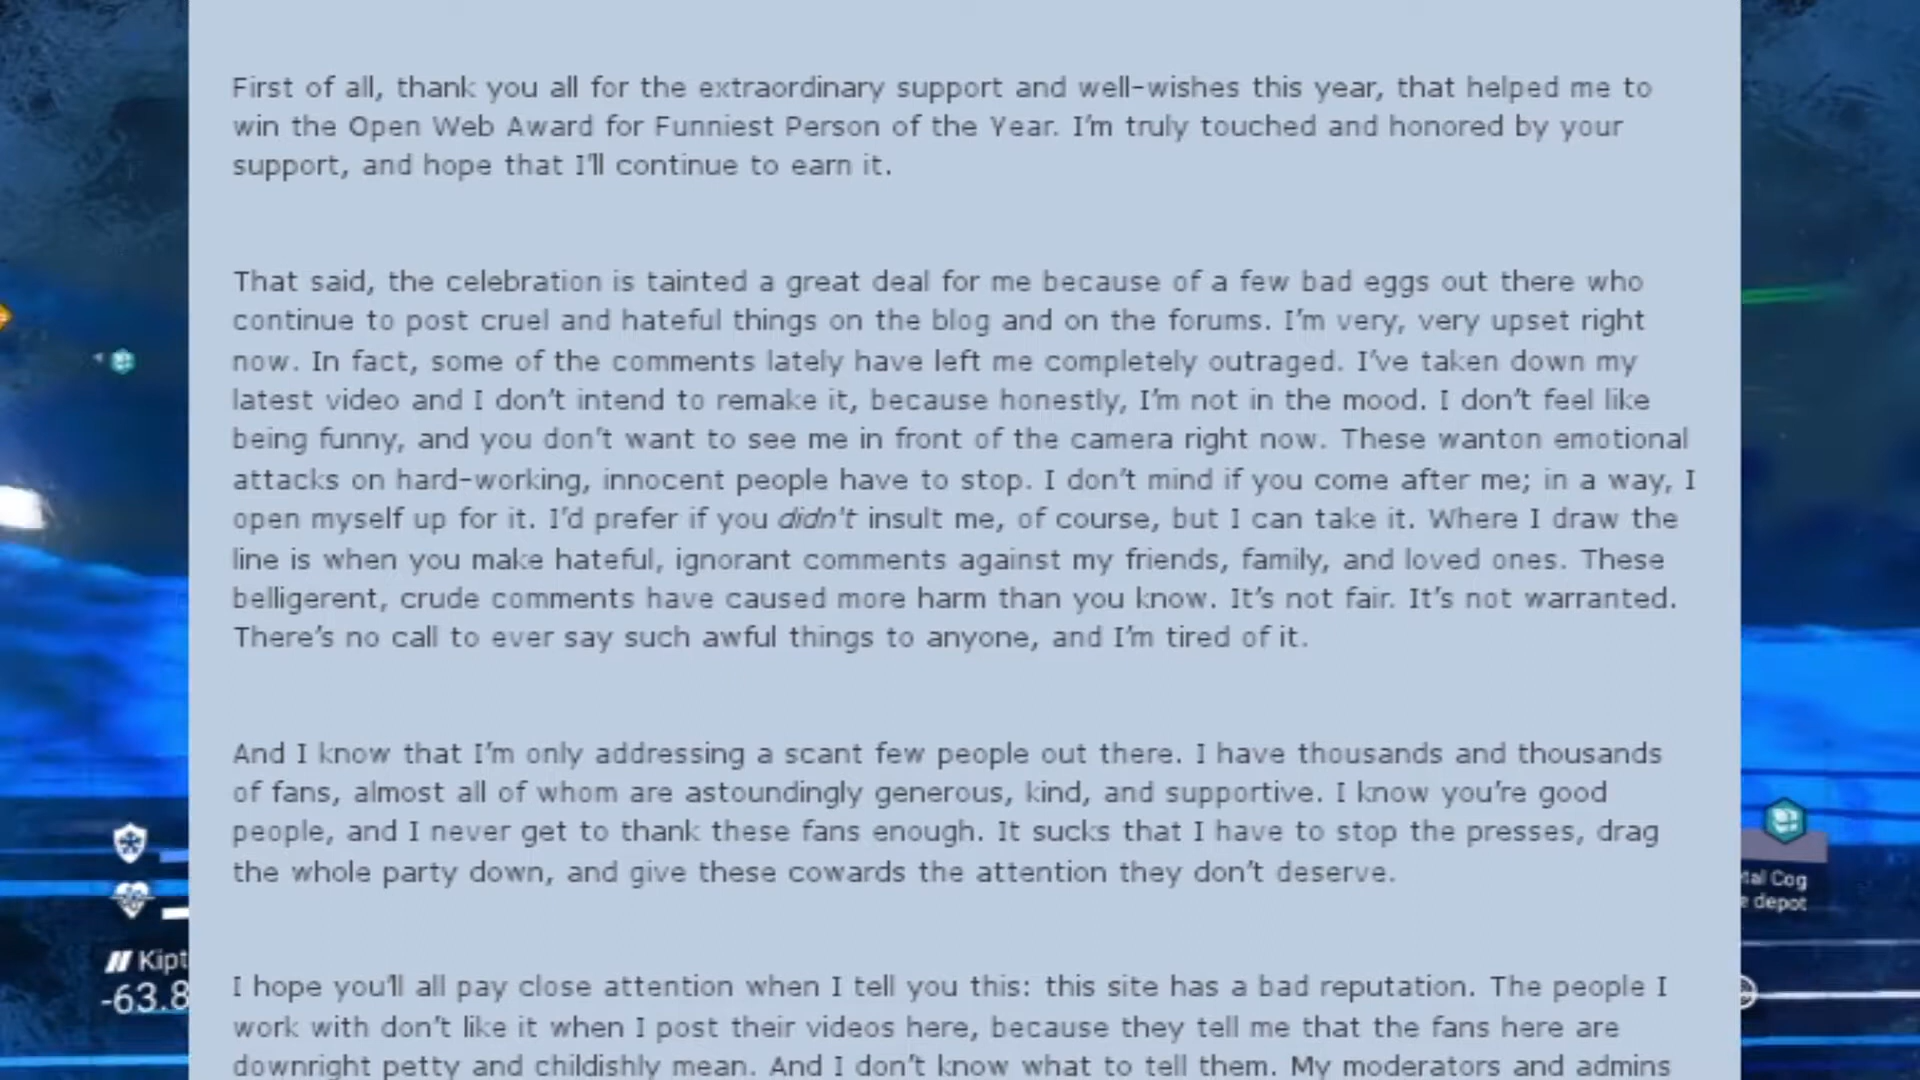 First of all, thank you all for the extraordinary support and well-wishes this year, that helped me to
win the Open Web Award for Funniest Person of the Year. I'm truly touched and honored by your
support, and hope that I'll continue to earn it.
That said, the celebration is tainted a great deal for me because of a few bad eggs out there who
continue to post cruel and hateful things on the blog and on the forums. I'm very, very upset right
now. In fact, some of the comments lately have left me completely outraged. I've taken down my
latest video and I don't intend to remake it, because honestly, I'm not in the mood. I don't feel like
being funny, and you don't want to see me in front of the camera right now. These wanton emotional
attacks on hard-working, innocent people have to stop. I don't mind if you come after me; in a way, I
open myself up for it. I'd prefer if you didn't insult me, of course, but I can take it. Where I draw the
line is when you make hateful, ignorant comments against my friends, family, and loved ones. These
belligerent, crude comments have caused more harm than you know. It's not fair. It's not warranted.
There's no call to ever say such awful things to anyone, and I'm tired of it.
And I know that I'm only addressing a scant few people out there. I have thousands and thousands
of fans, almost all of whom are astoundingly generous, kind, and supportive. I know you're good
people, and I never get to thank these fans enough. It sucks that I have to stop the presses, drag
the whole party down, and give these cowards the attention they don't deserve.
tal Cog
e depot
// Kipt
-63.8
I hope you'll all pay close attention when I tell you this: this site has a bad reputation. The people I
work with don't like it when I post their videos here, because they tell me that the fans here are
downright petty and childishly mean. And I don't know what to tell them. My moderators and admins